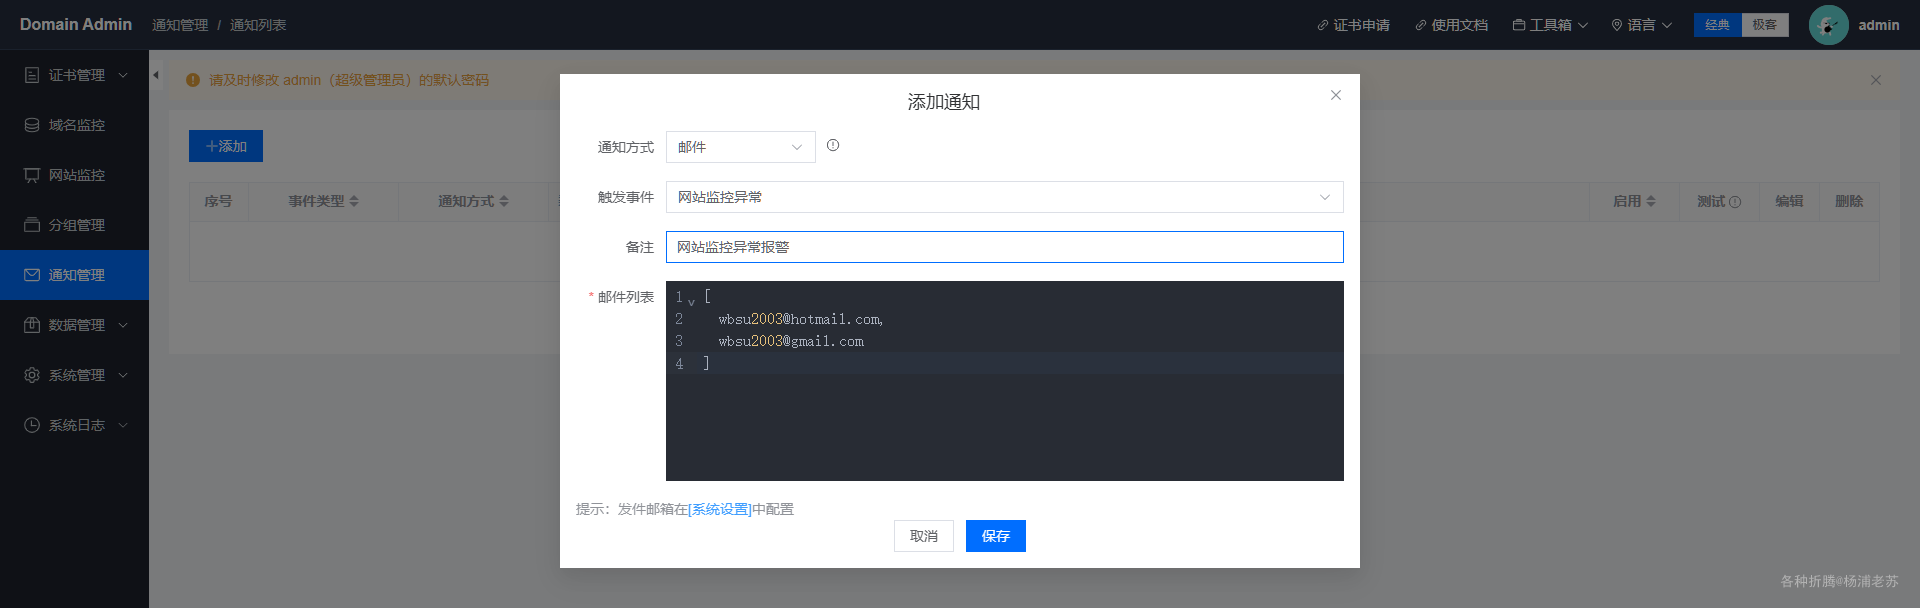 Domain Admin 通知管理 / 通知列表 证书申请 使用文档 工具箱 语言 经典 极客 admin
证书管理
域名监控
网站监控
分组管理
通知管理
数据管理
系统管理
系统日志
请及时修改 admin（超级管理员）的默认密码
添加
序号 事件类型 通知方式 启用 测试 编辑 删除
添加通知
通知方式 邮件
触发事件 网站监控异常
备注 网站监控异常报警
* 邮件列表
1 [
2 wbsu2003@hotmail.com,
3 wbsu2003@gmail.com
4 ]
提示：发件邮箱在[系统设置]中配置
取消 保存
各种折腾@杨浦老苏